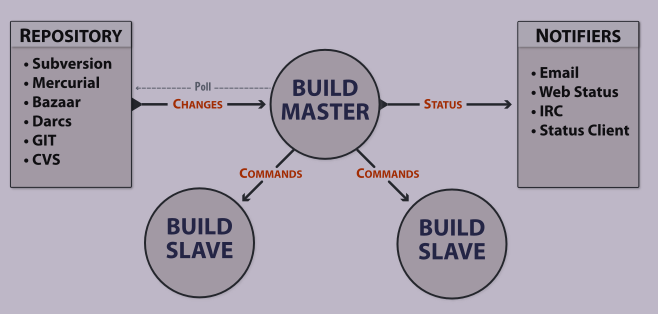 REPOSITORY
• Subversion
• Mercurial
• Bazaar
• Darcs
• GIT
• CVS
Poll
CHANGES
BUILD
MASTER
STATUS
NOTIFIERS
• Email
• Web Status
• IRC
• Status Client
COMMANDS
COMMANDS
BUILD
SLAVE
BUILD
SLAVE